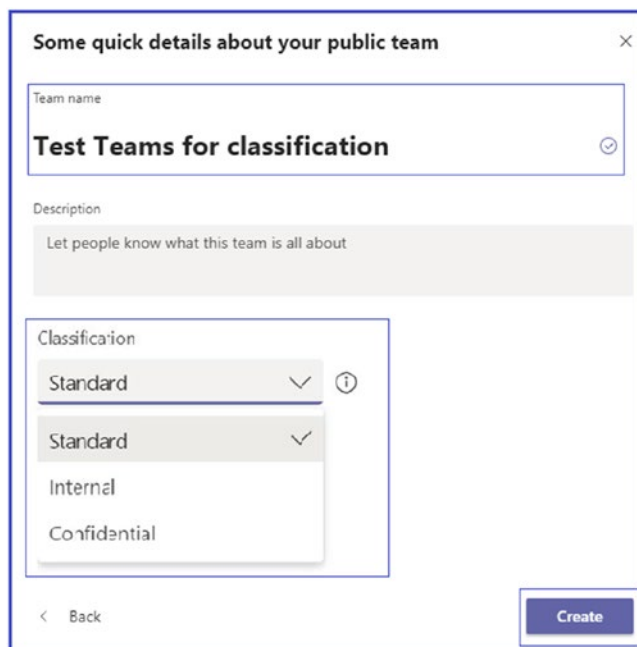 Some quick details about your public team
Team name
Test Teams for classification
Description
Let people know what this team is all about
Classification
Standard
Standard
Internal
Confidential
Back
Create